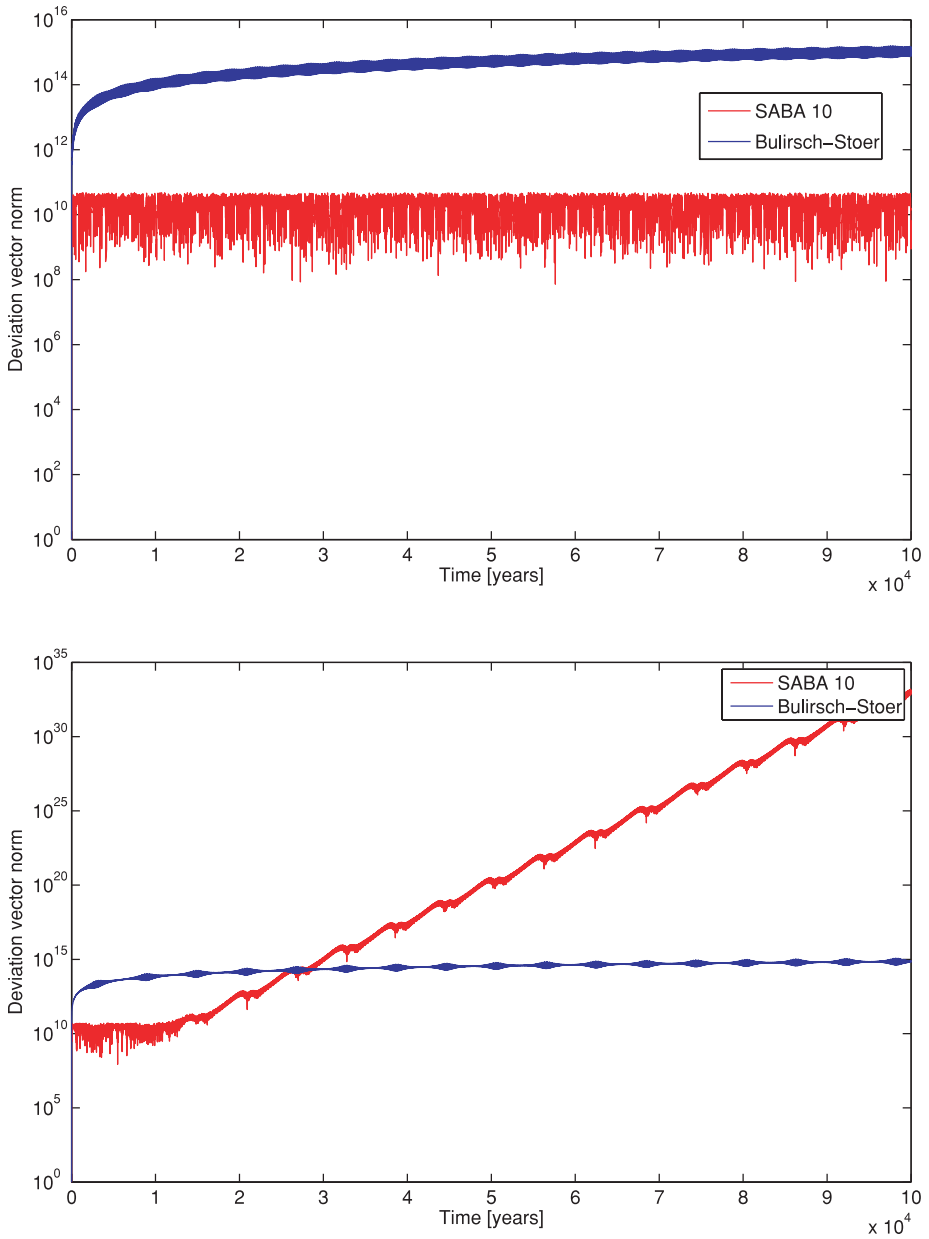 10^16
10^14
10^12
10^10
10^8
10^6
10^4
10^2
10^0
Deviation vector norm
SABA 10
Bulirsch−Stoer
0 1 2 3 4 5 6 7 8 9 10
Time [years]
x 10^4
10^35
10^30
10^25
10^20
10^15
10^10
10^5
10^0
Deviation vector norm
SABA 10
Bulirsch−Stoer
0 1 2 3 4 5 6 7 8 9 10
Time [years]
x 10^4